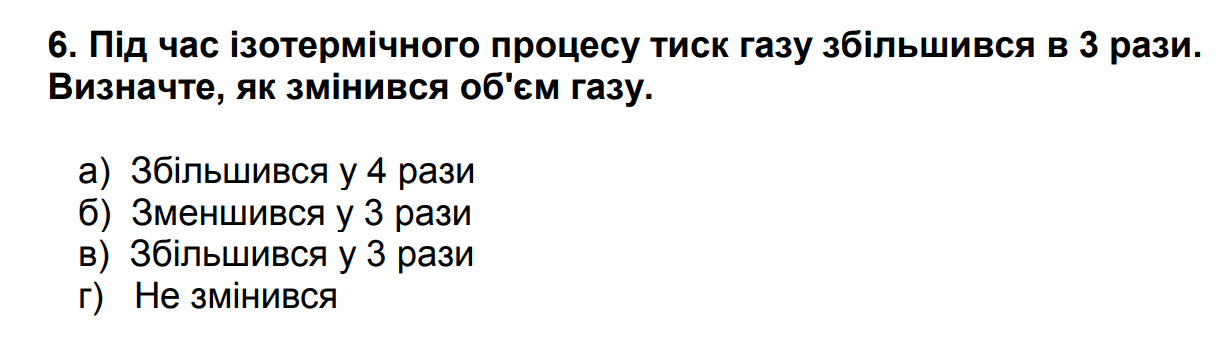 6. Під час ізотермічного процесу тиск газу збільшився в 3 рази.
Визначте, як змінився об'єм газу.
а) Збільшився у 4 рази
б) Зменшився у 3 рази
в) Збільшився у 3 рази
г) Не змінився